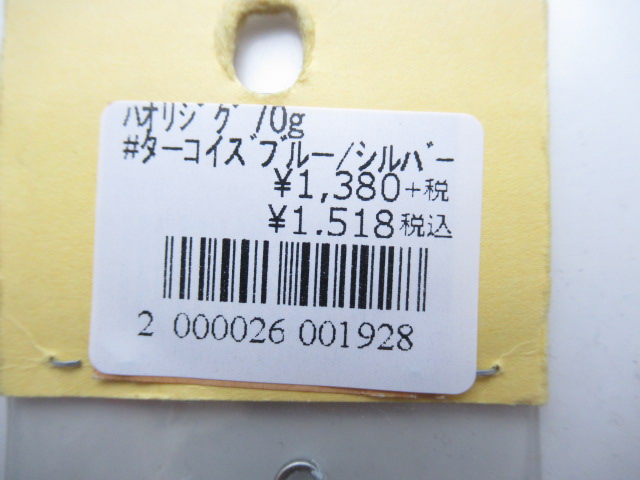 ﾊｵﾘｼﾞｸﾞ 70g
#ﾀｰｺｲｽﾞﾌﾞﾙｰ/ｼﾙﾊﾞｰ
¥1,380+税
¥1.518税込
2 000026 001928